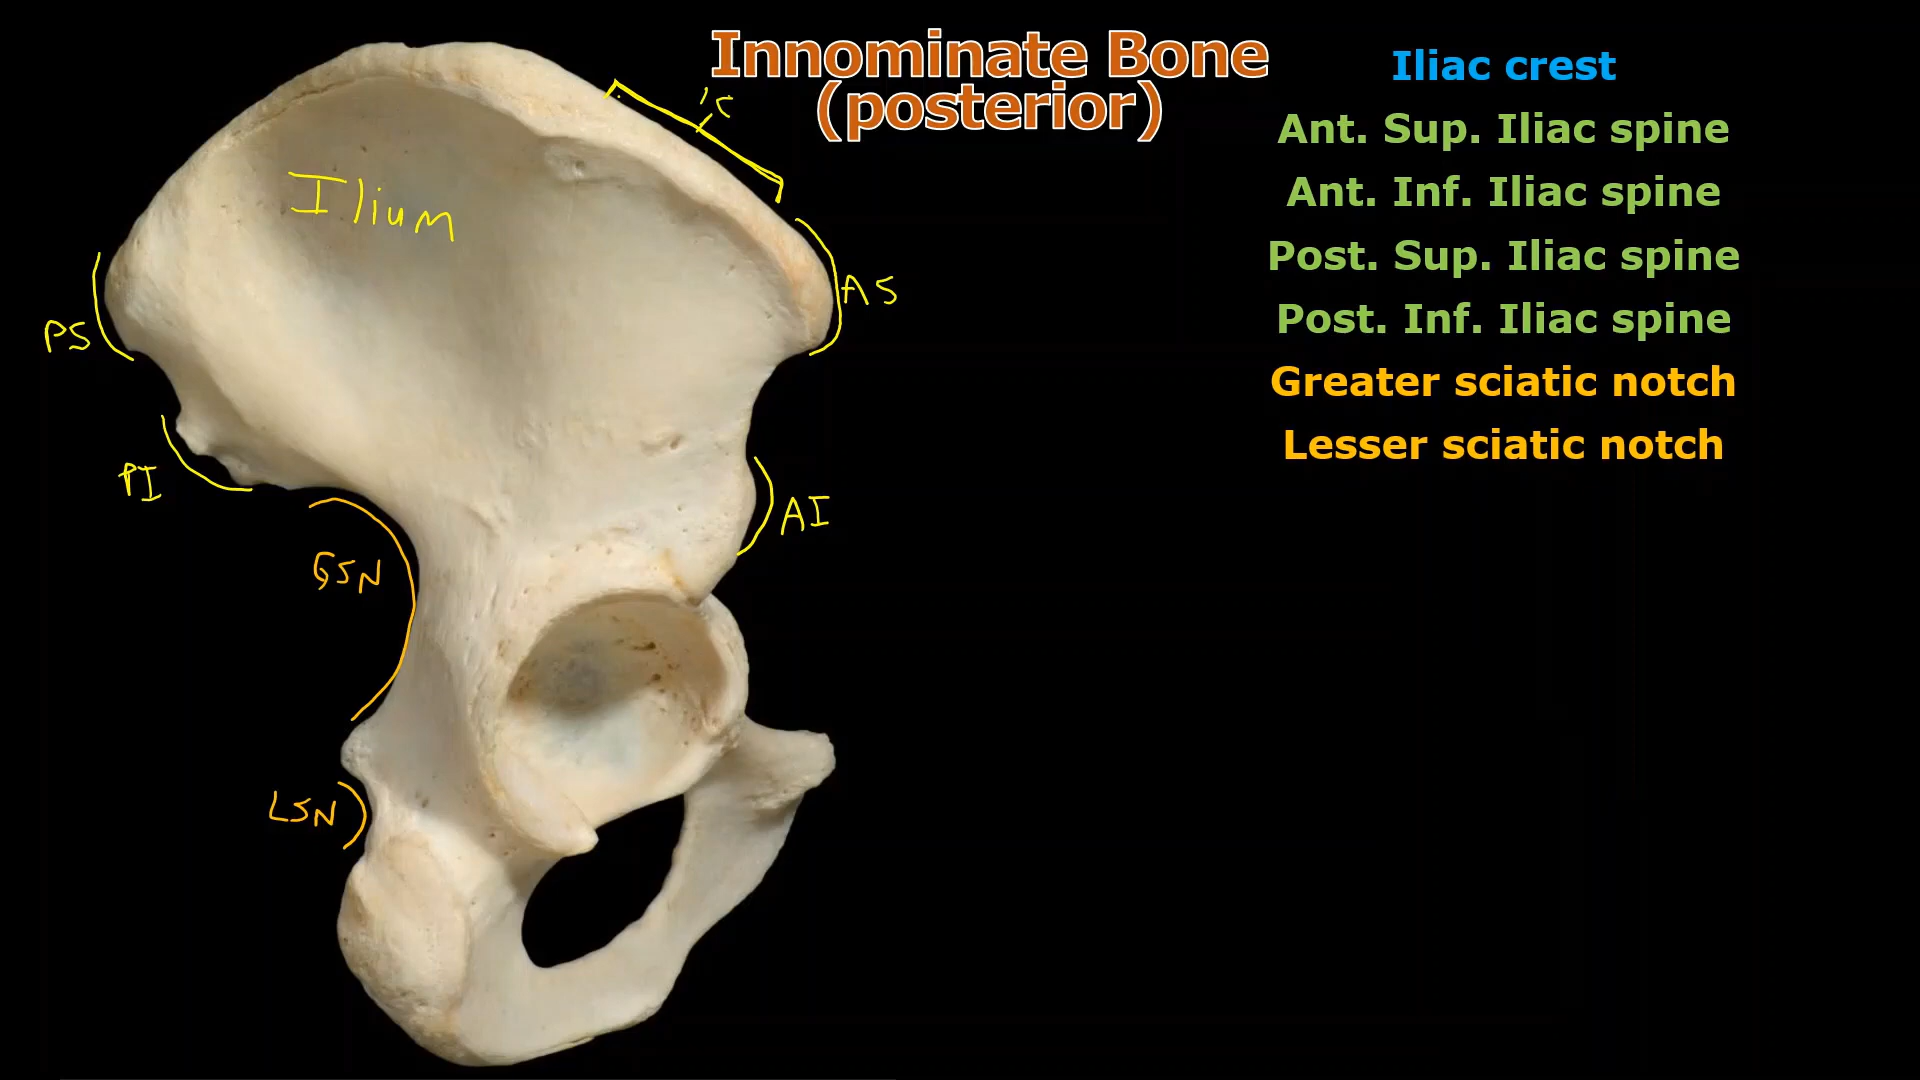 Innominate Bone
(posterior)
Iliac crest
Ant. Sup. Iliac spine
Ant. Inf. Iliac spine
Post. Sup. Iliac spine
Post. Inf. Iliac spine
Greater sciatic notch
Lesser sciatic notch
IC
Ilium
AS
PS
PI
AI
GSN
LSN